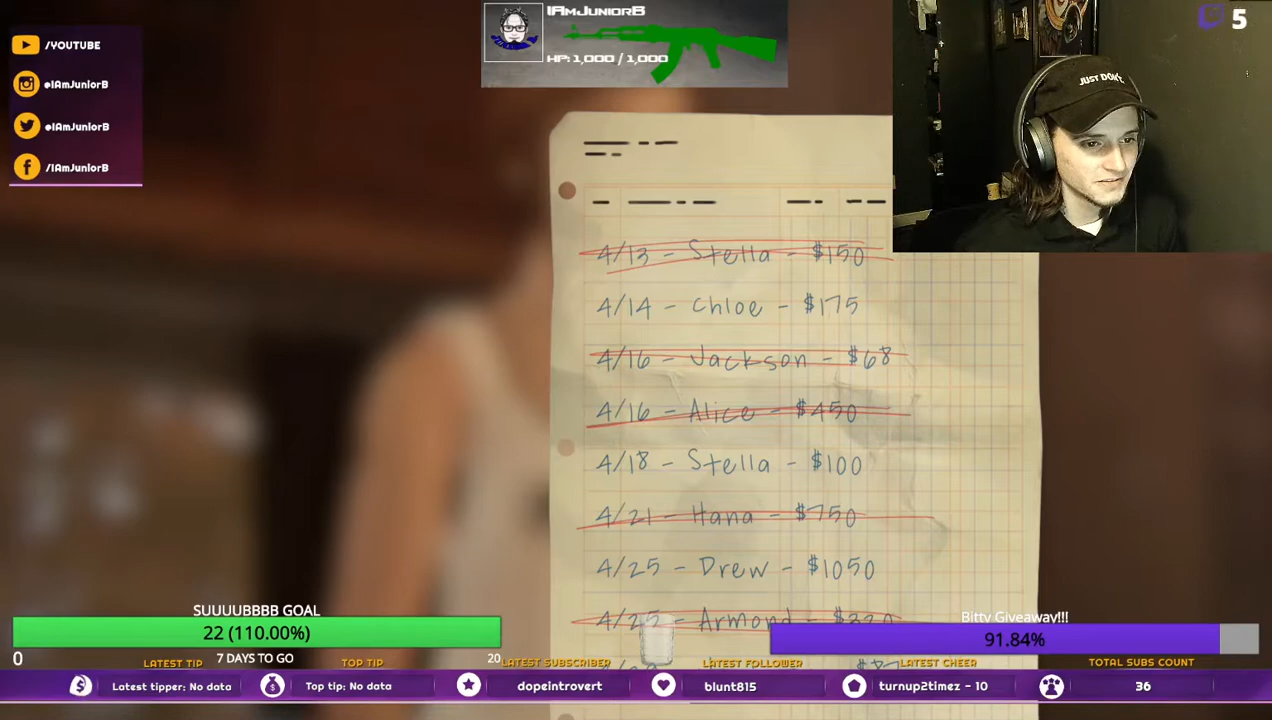 IAmJuniorB
HP: 1,000 / 1,000
5
/YOUTUBE
@IAmJuniorB
@IAmJuniorB
/IAmJuniorB
JUST DON'T.
4/13 - Stella - $150
4/14 - Chloe - $175
4/16 - Jackson - $68
4/16 - Alice - $450
4/18 - Stella - $100
4/21 - Hana - $750
4/25 - Drew - $1050
4/25 - Armond - $320
SUUUUBBBB GOAL
22 (110.00%)
0
7 DAYS TO GO
20
Bitty Giveaway!!!
91.84%
LATEST TIP
TOP TIP
LATEST SUBSCRIBER
LATEST FOLLOWER
LATEST CHEER
TOTAL SUBS COUNT
Latest tipper: No data
Top tip: No data
dopeintrovert
blunt815
turnup2timez - 10
36